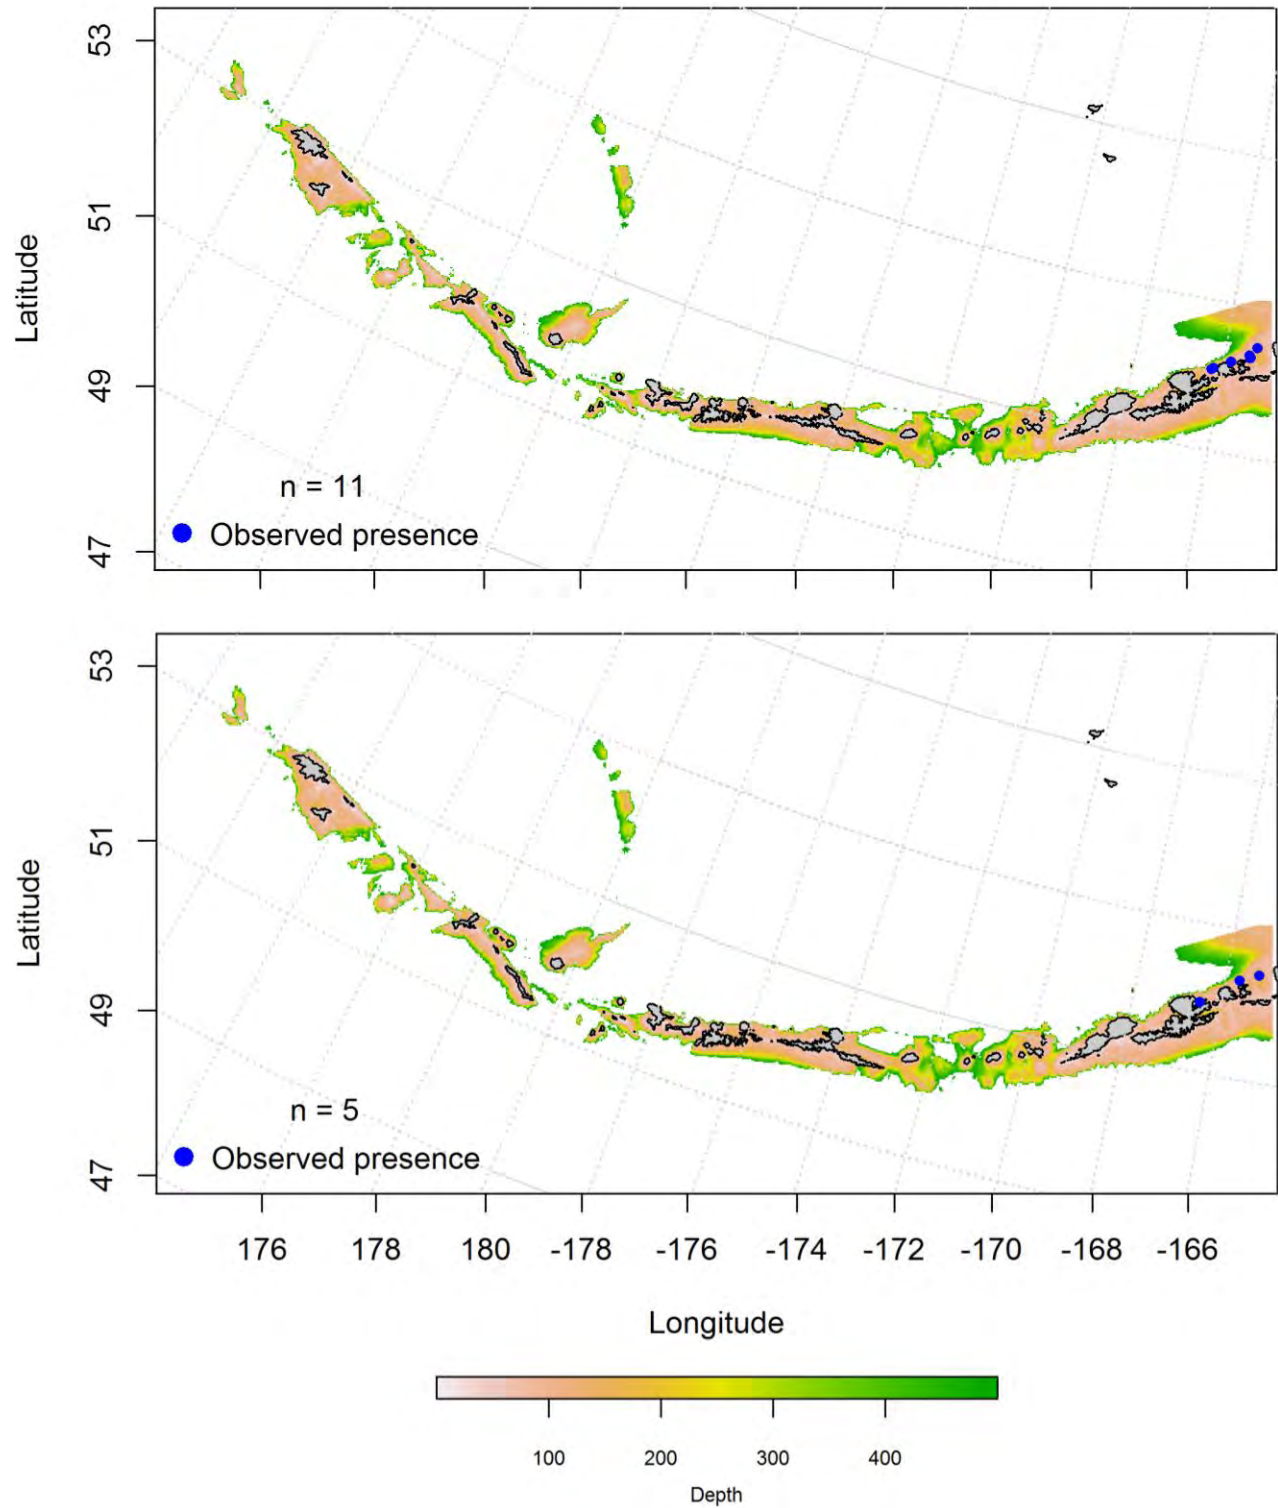 53
51
49
47
Latitude
n = 11
Observed presence
53
51
49
47
Latitude
n = 5
Observed presence
176 178 180 -178 -176 -174 -172 -170 -168 -166
Longitude
100 200 300 400
Depth